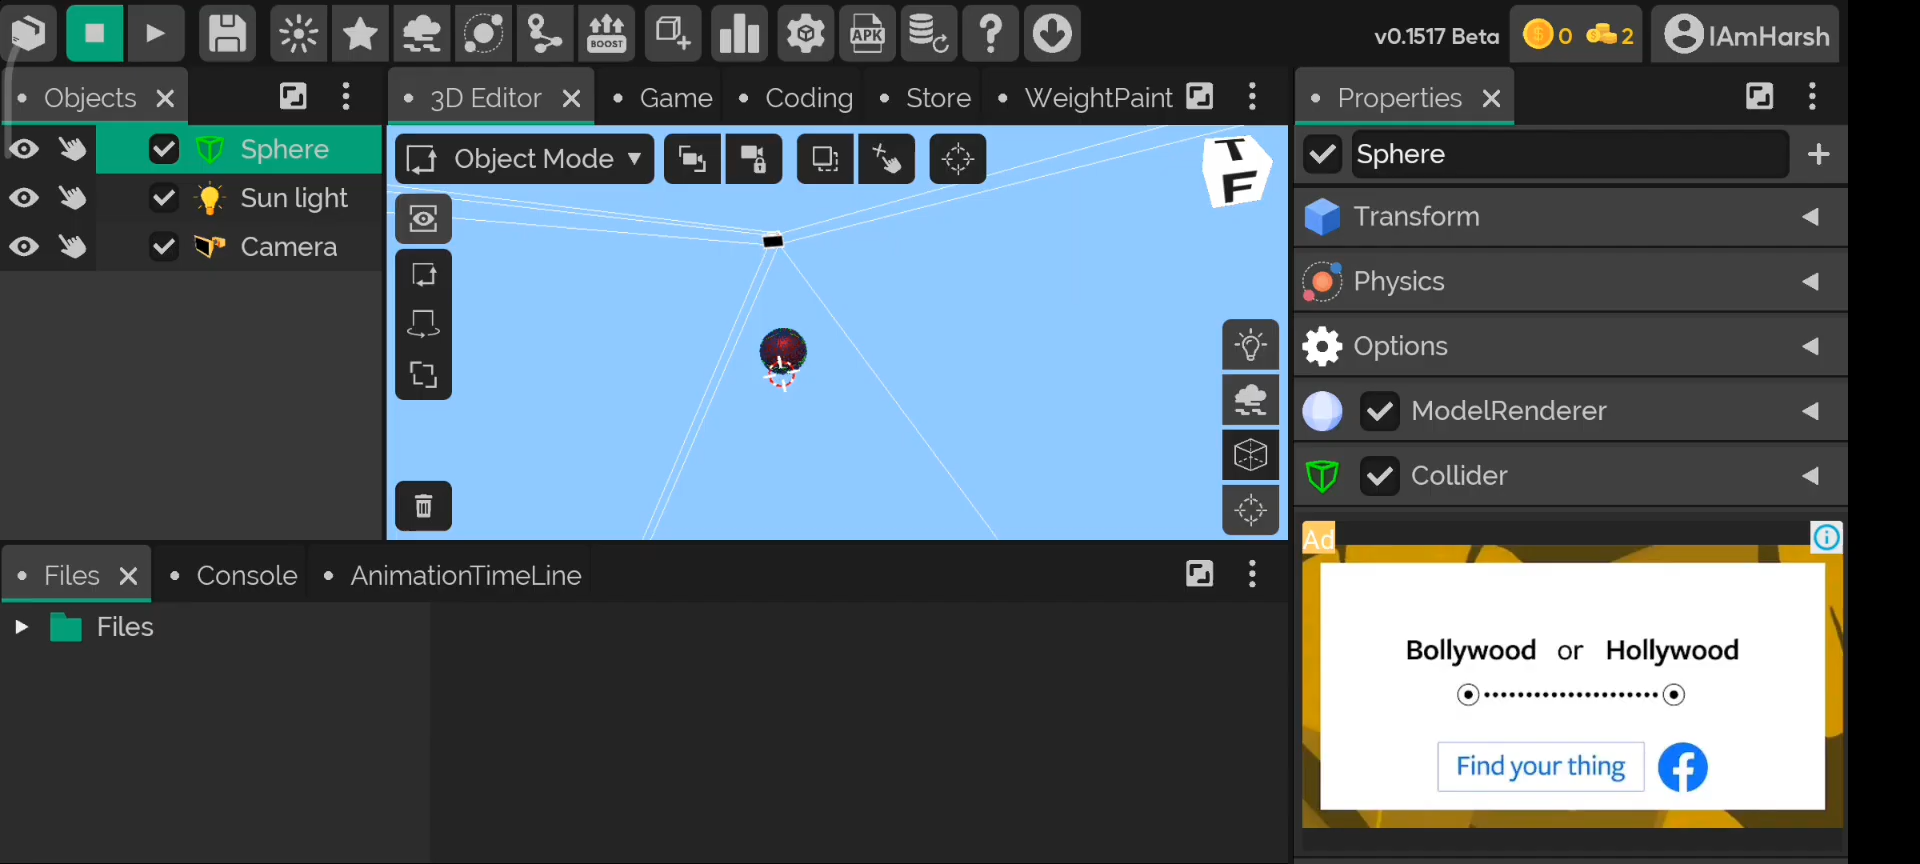 BOOST
APK
v0.1517 Beta
0
2
IAmHarsh
Objects
3D Editor
Game
Coding
Store
WeightPaint
Properties
Sphere
Sun light
Camera
Object Mode
T
F
Sphere
Transform
Physics
Options
ModelRenderer
Collider
Ad
Bollywood or Hollywood
Find your thing
Files
Console
AnimationTimeLine
Files